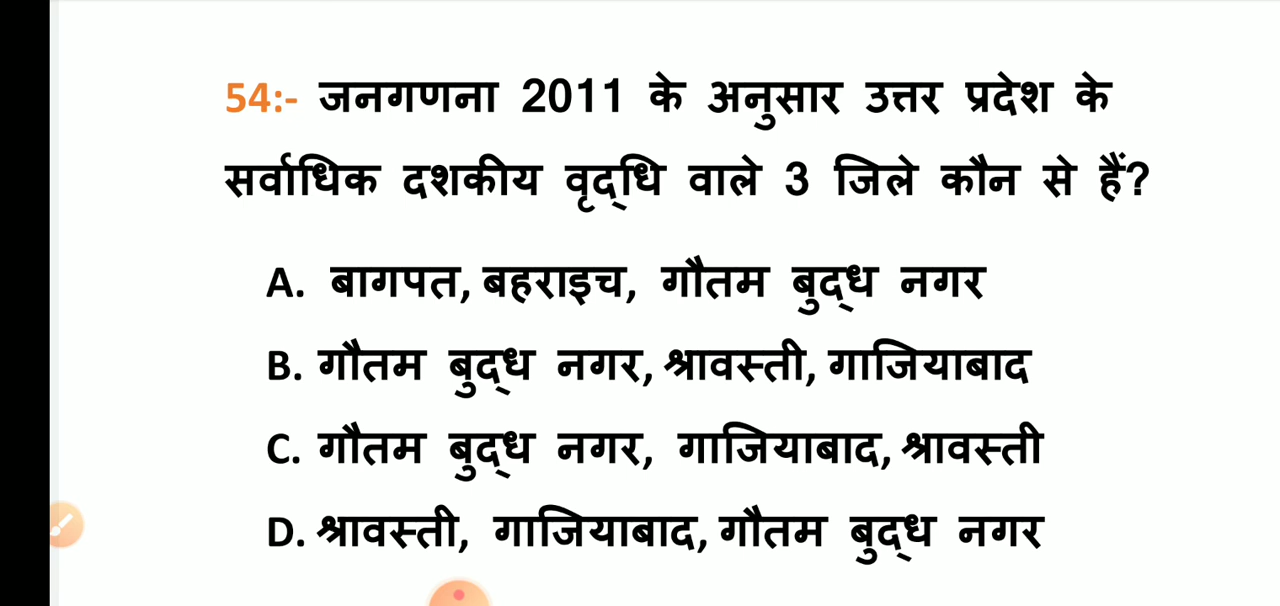 54:- जनगणना 2011 के अनुसार उत्तर प्रदेश के
सर्वाधिक दशकीय वृद्धि वाले 3 जिले कौन से हैं?
A. बागपत, बहराइच, गौतम बुद्ध नगर
B. गौतम बुद्ध नगर, श्रावस्ती, गाजियाबाद
C. गौतम बुद्ध नगर, गाजियाबाद, श्रावस्ती
D. श्रावस्ती, गाजियाबाद, गौतम बुद्ध नगर